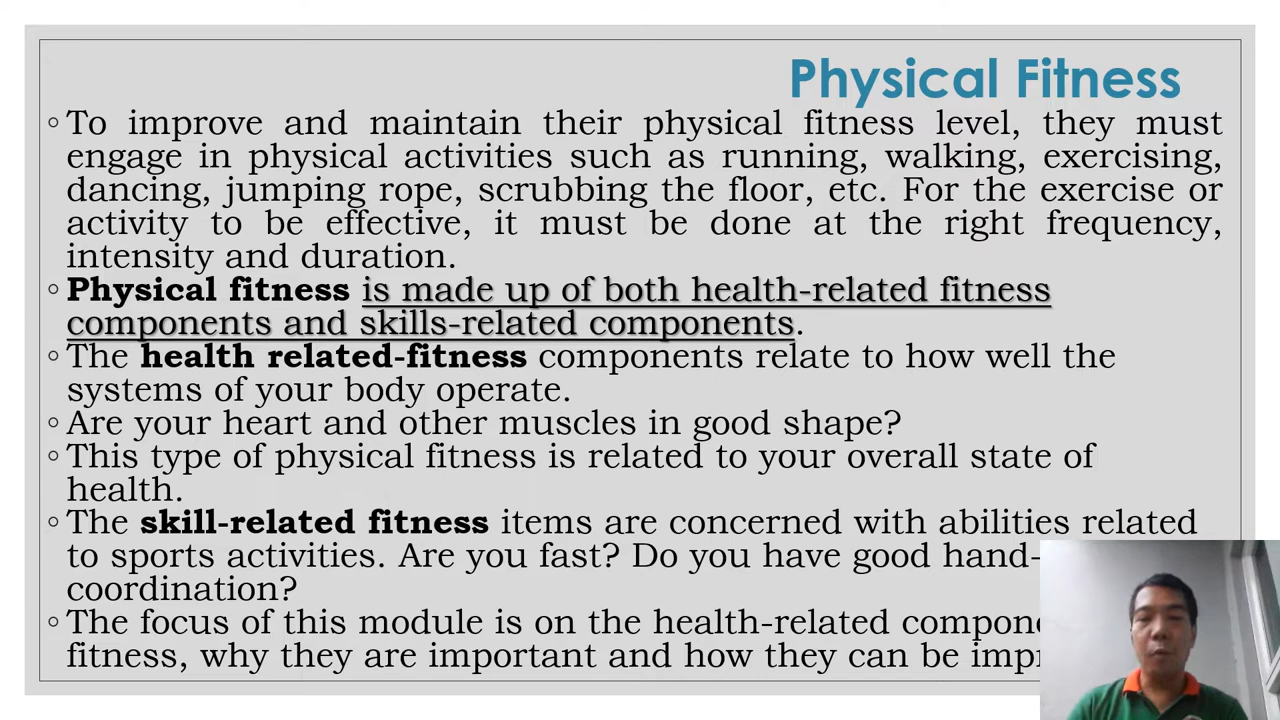 Physical Fitness
◦ To improve and maintain their physical fitness level, they must
engage in physical activities such as running, walking, exercising,
dancing, jumping rope, scrubbing the floor, etc. For the exercise or
activity to be effective, it must be done at the right frequency,
intensity and duration.
◦ Physical fitness is made up of both health-related fitness
components and skills-related components.
◦ The health related-fitness components relate to how well the
systems of your body operate.
◦ Are your heart and other muscles in good shape?
◦ This type of physical fitness is related to your overall state of
health.
◦ The skill-related fitness items are concerned with abilities related
to sports activities. Are you fast? Do you have good hand-
coordination?
◦ The focus of this module is on the health-related
fitness, why they are important and how they can be